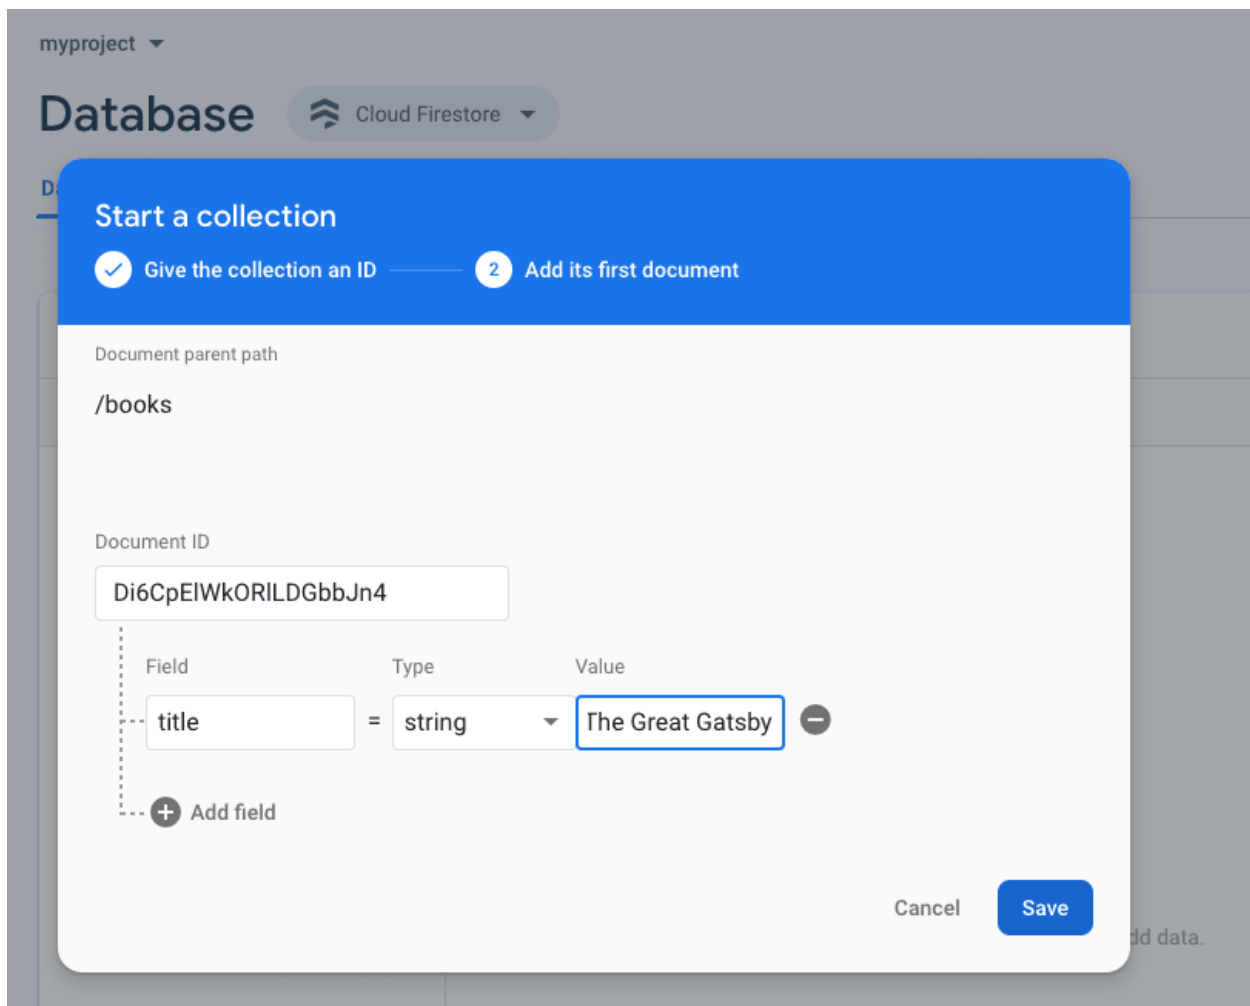 myproject
Database Cloud Firestore
Start a collection
Give the collection an ID 2 Add its first document
Document parent path
/books
Document ID
Di6CpElWkORlLDGbbJn4
Field Type Value
title = string The Great Gatsby
Add field
Cancel Save
data.